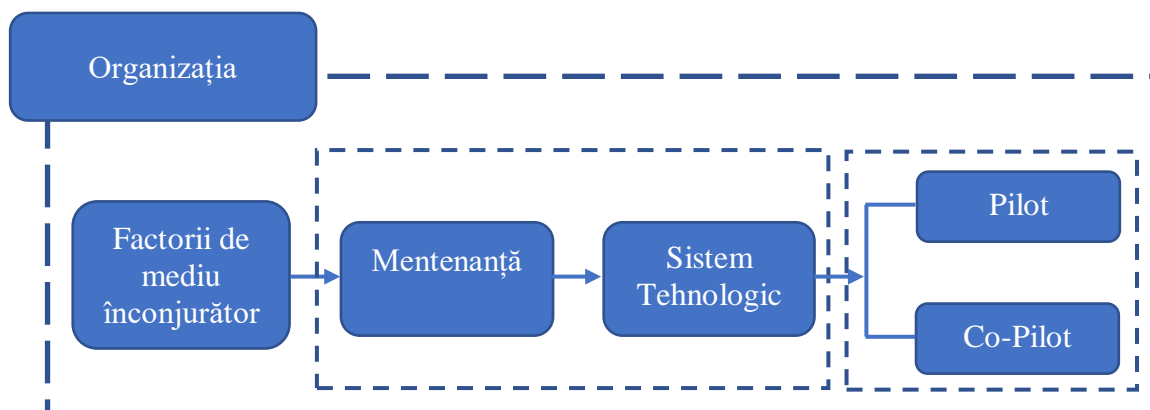 Organizația
Factorii de
mediu
înconjurător
Mentenanță
Sistem
Tehnologic
Pilot
Co-Pilot